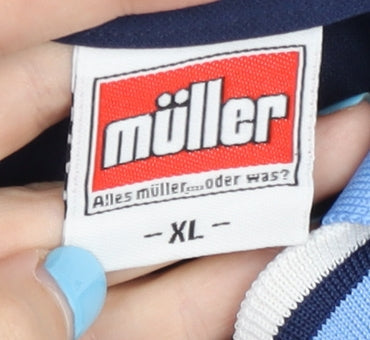 müller
Alles müller....oder was?
- XL -